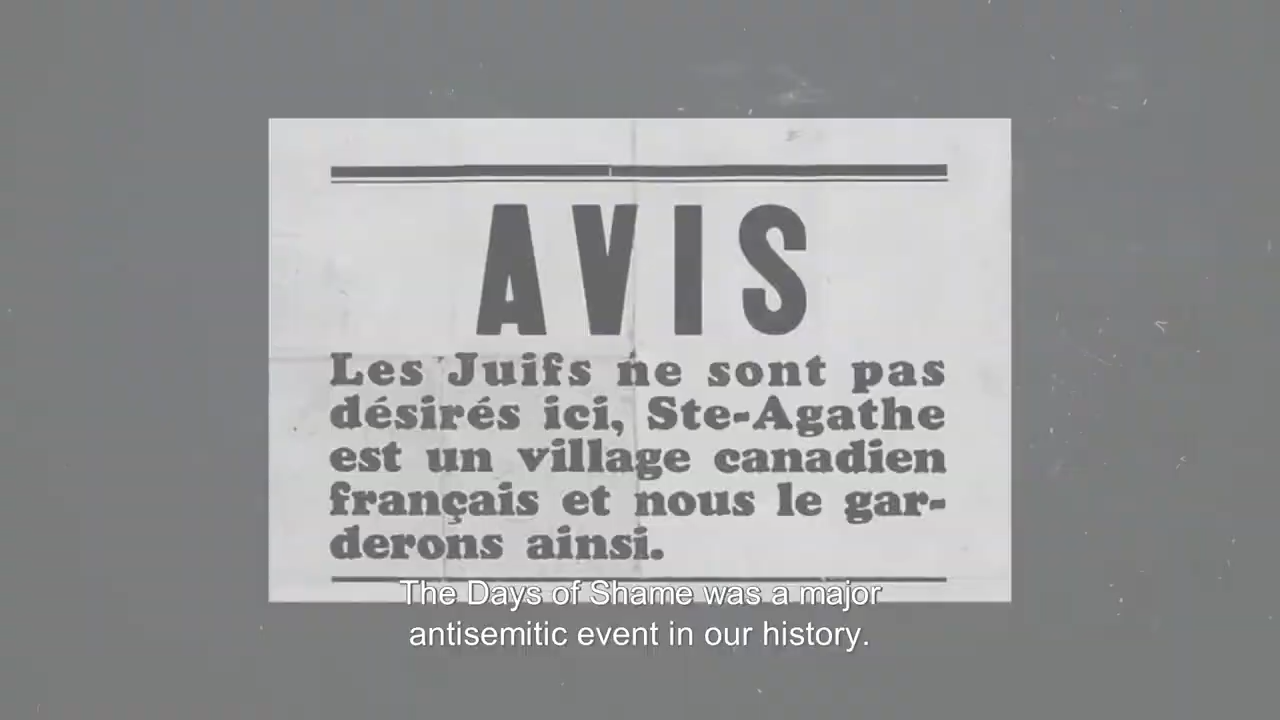 AVIS
Les Juifs ne sont pas
désirés ici, Ste-Agathe
est un village canadien
français et nous le gar-
derons ainsi.
The Days of Shame was a major
antisemitic event in our history.